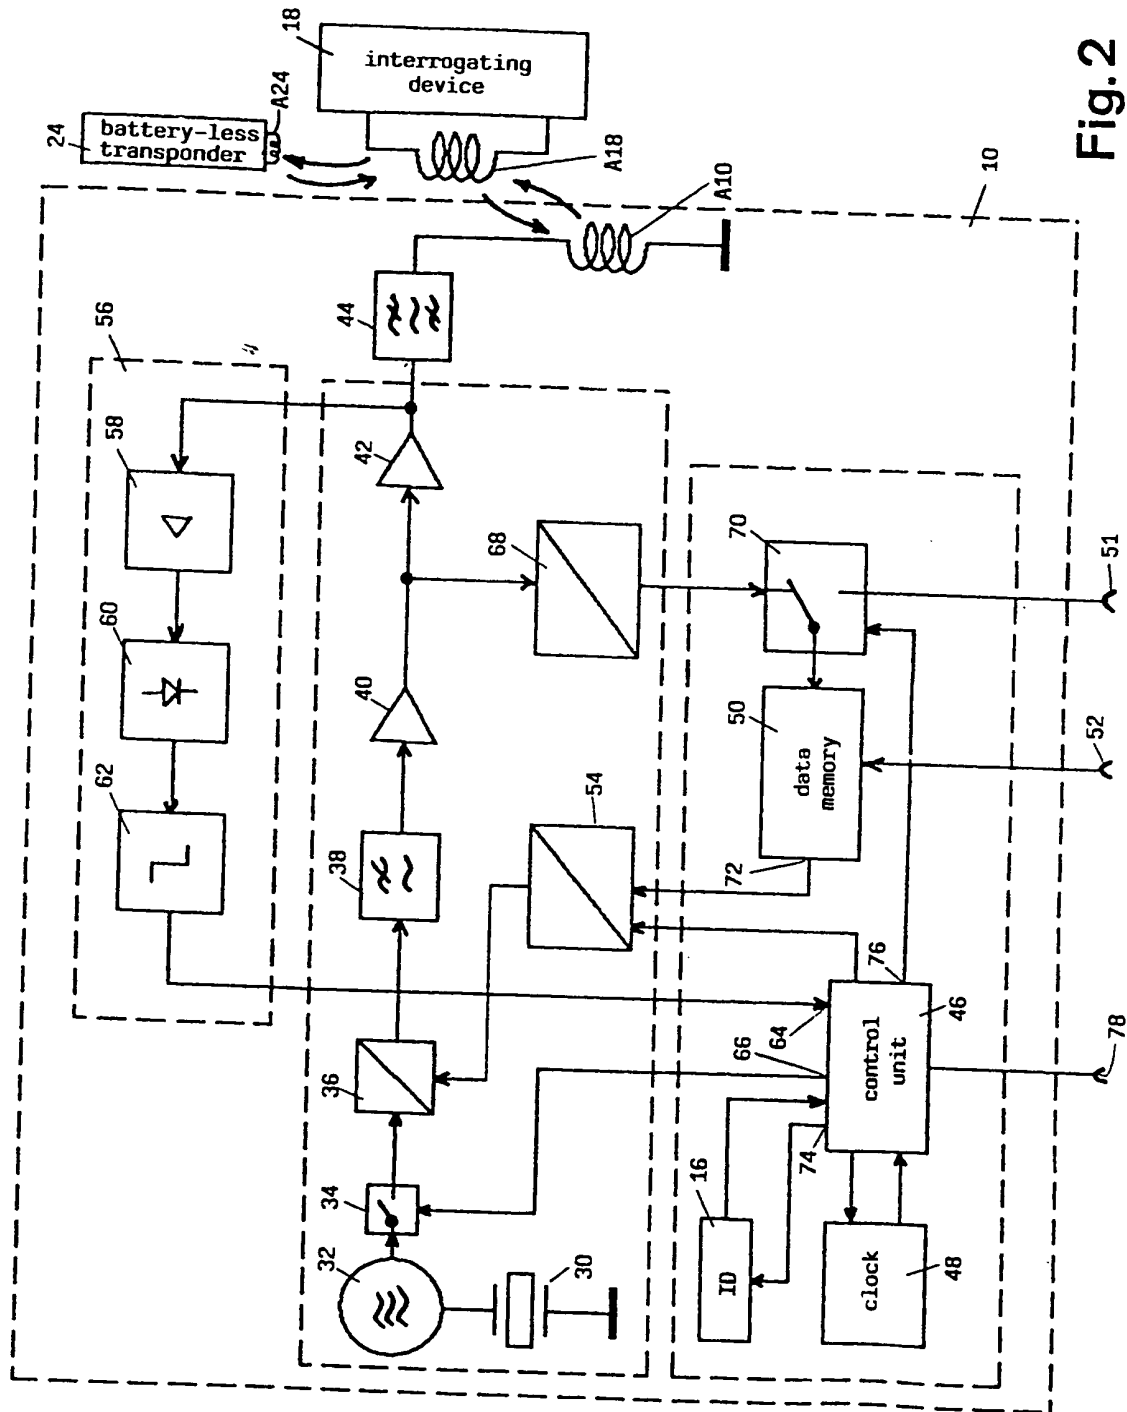 18
interrogating
device
24
battery-less
transponder
A24
A18
A10
10
Fig. 2
56
44
58
42
60
40
68
70
51
62
38
50
data
memory
52
54
72
36
76
64
66
control
unit
46
78
74
34
16
32
30
ID
clock
48